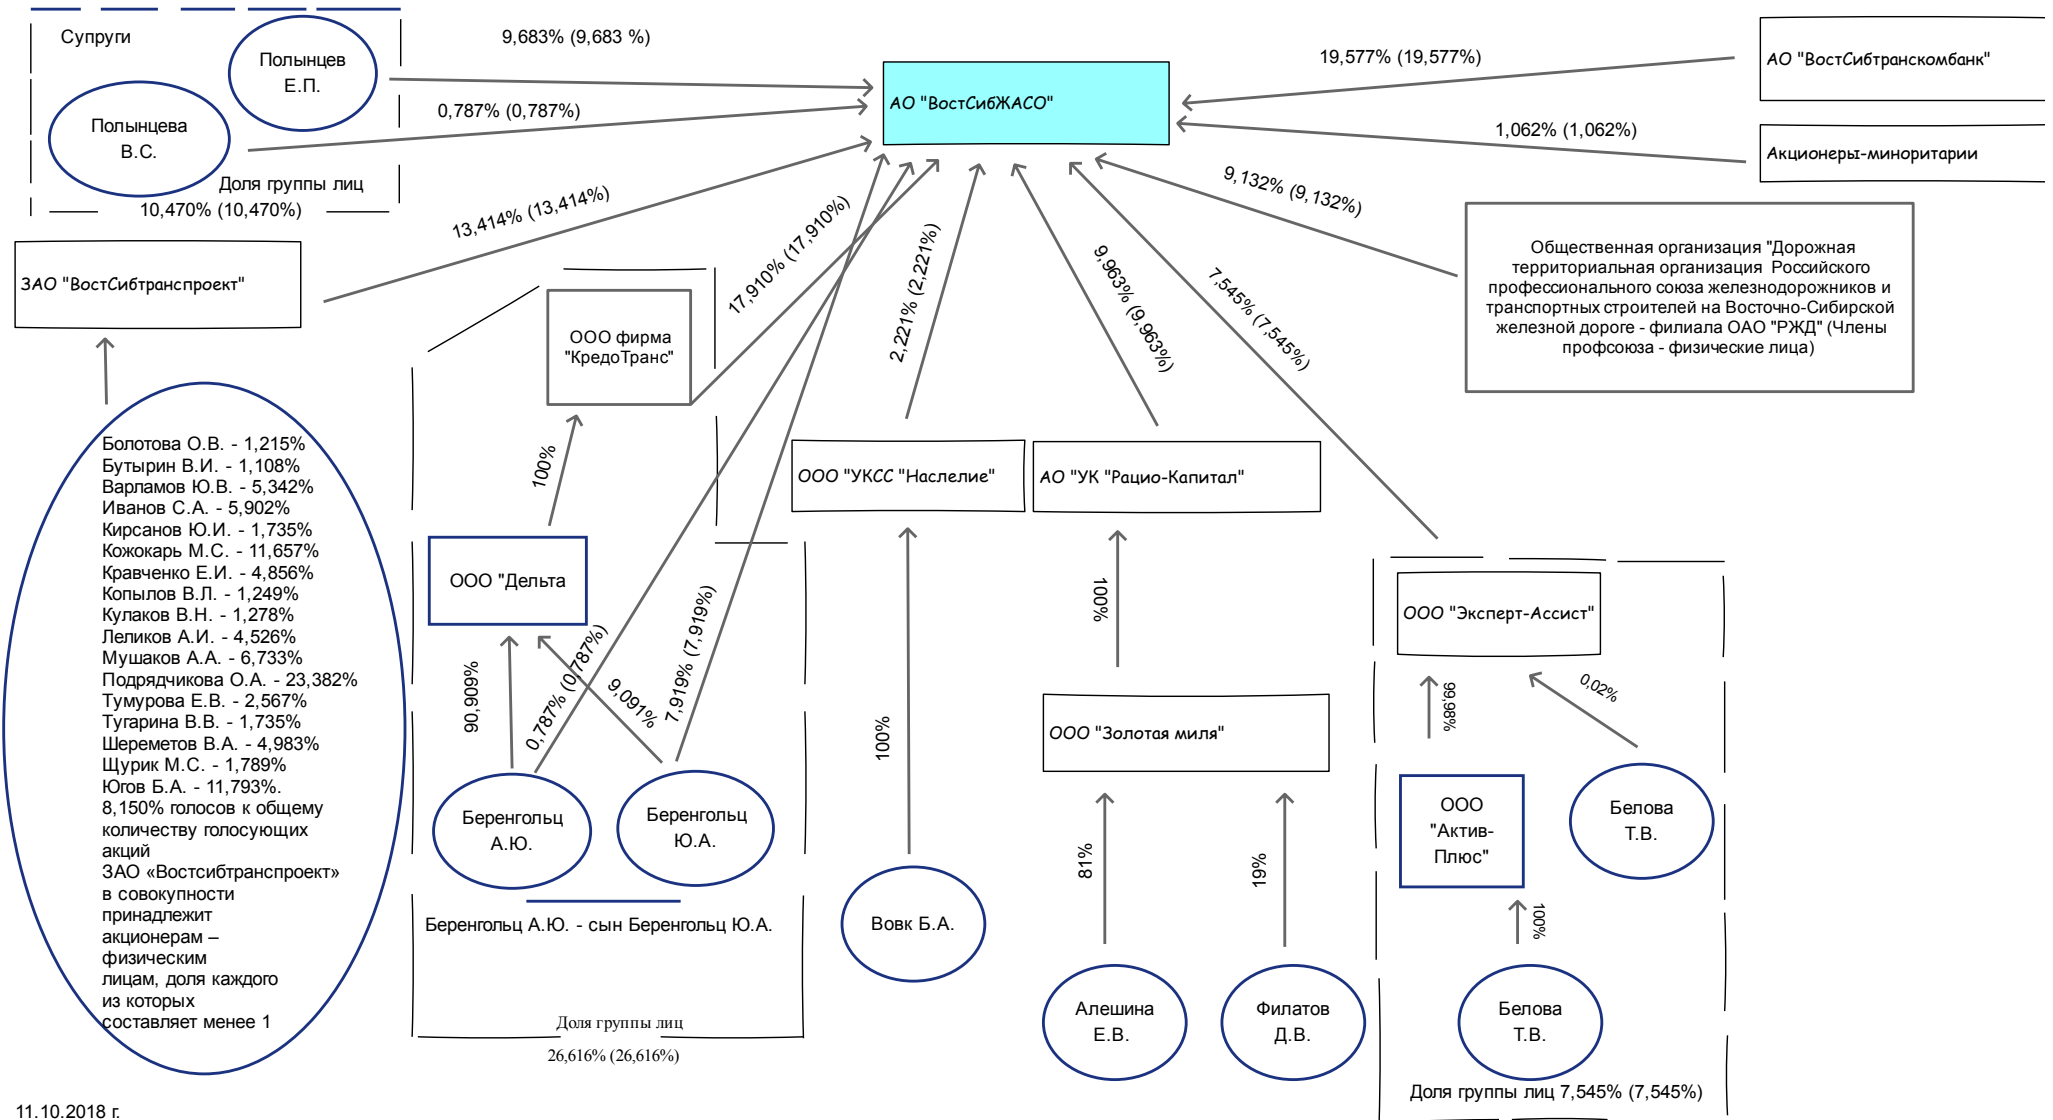 Супруги
Полынцев
Е.П.
Полынцева
В.С.
Доля группы лиц
10,470% (10,470%)
9,683% (9,683 %)
0,787% (0,787%)
АО "ВостСибЖАСО"
19,577% (19,577%)
АО "ВостСибтранскомбанк"
1,062% (1,062%)
Акционеры-миноритарии
9,132% (9,132%)
Общественная организация "Дорожная
территориальная организация Российского
профессионального союза железнодорожников и
транспортных строителей на Восточно-Сибирской
железной дороге - филиала ОАО "РЖД" (Члены
профсоюза - физические лица)
13,414% (13,414%)
ЗАО "ВостСибтранспроект"
17,910% (17,910%)
2,221% (2,221%)
9,963% (9,963%)
7,545% (7,545%)
ООО фирма
"КредоТранс"
100%
ООО "Дельта
90,909%
0,787% (0,787%)
9,091%
7,919% (7,919%)
Беренгольц
А.Ю.
Беренгольц
Ю.А.
Беренгольц А.Ю. - сын Беренгольц Ю.А.
Доля группы лиц
26,616% (26,616%)
Болотова О.В. - 1,215%
Бутырин В.И. - 1,108%
Варламов Ю.В. - 5,342%
Иванов С.А. - 5,902%
Кирсанов Ю.И. - 1,735%
Кожокарь М.С. - 11,657%
Кравченко Е.И. - 4,856%
Копылов В.Л. - 1,249%
Кулаков В.Н. - 1,278%
Леликов А.И. - 4,526%
Мушаков А.А. - 6,733%
Подрядчикова О.А. - 23,382%
Тумурова Е.В. - 2,567%
Тугарина В.В. - 1,735%
Шереметов В.А. - 4,983%
Щурик М.С. - 1,789%
Югов Б.А. - 11,793%.
8,150% голосов к общему
количеству голосующих
акций
ЗАО «Востсибтранспроект»
в совокупности
принадлежит
акционерам –
физическим
лицам, доля каждого
из которых
составляет менее 1
ООО "УКСС "Наслелие"
100%
Вовк Б.А.
АО "УК "Рацио-Капитал"
100%
ООО "Золотая миля"
81%
19%
Алешина
Е.В.
Филатов
Д.В.
ООО "Эксперт-Ассист"
99,98%
0,02%
ООО
"Актив-
Плюс"
Белова
Т.В.
100%
Белова
Т.В.
Доля группы лиц 7,545% (7,545%)
11.10.2018 г.